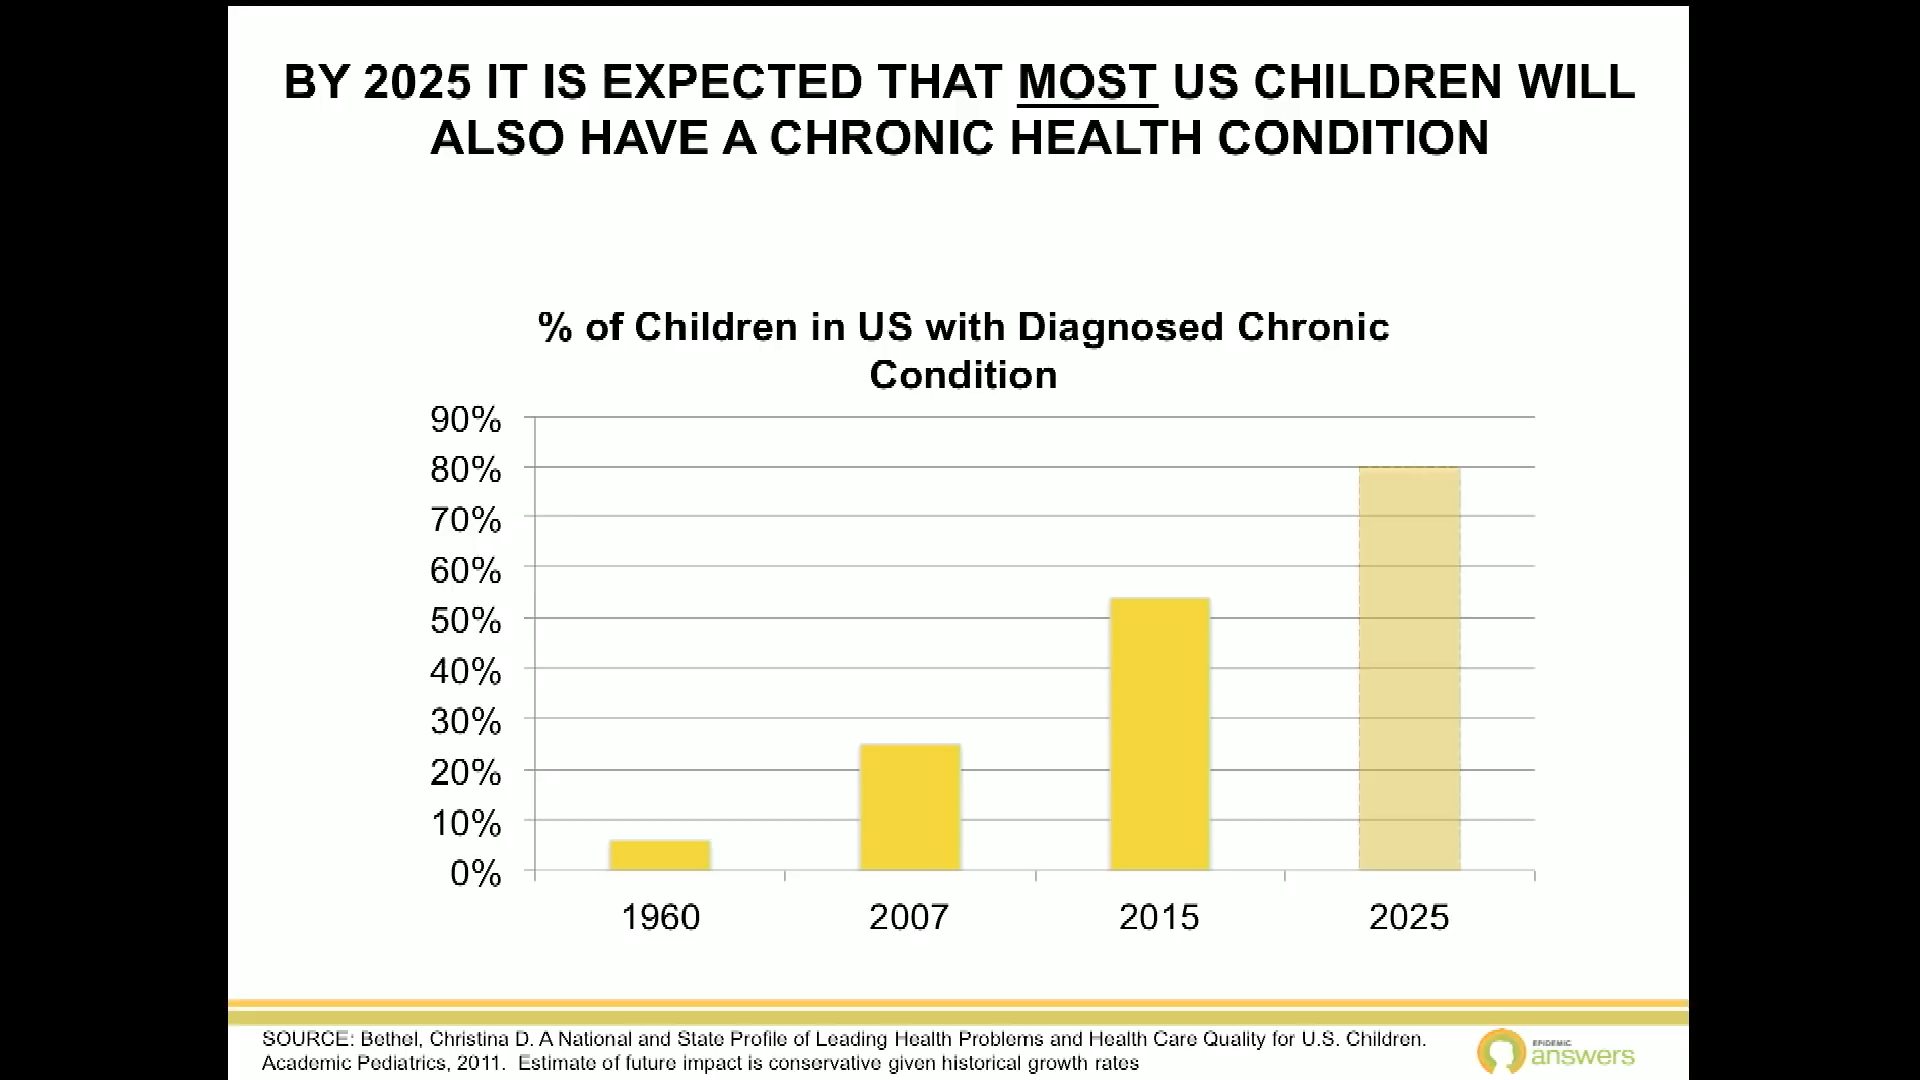 BY 2025 IT IS EXPECTED THAT MOST US CHILDREN WILL
ALSO HAVE A CHRONIC HEALTH CONDITION
% of Children in US with Diagnosed Chronic
Condition
90%
80%
70%
60%
50%
40%
30%
20%
10%
0%
1960 2007 2015 2025
SOURCE: Bethel, Christina D. A National and State Profile of Leading Health Problems and Health Care Quality for U.S. Children.
Academic Pediatrics, 2011. Estimate of future impact is conservative given historical growth rates
EPIDEMIC
answers